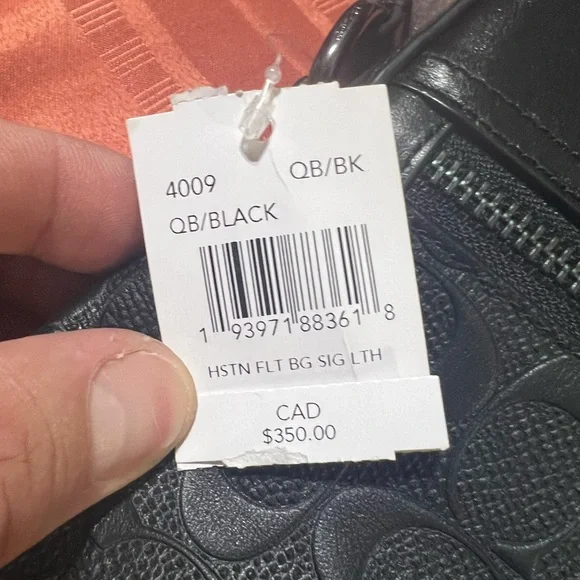 4009 QB/BK
QB/BLACK
1 93971 88361 8
HSTN FLT BG SIG LTH
CAD
$350.00